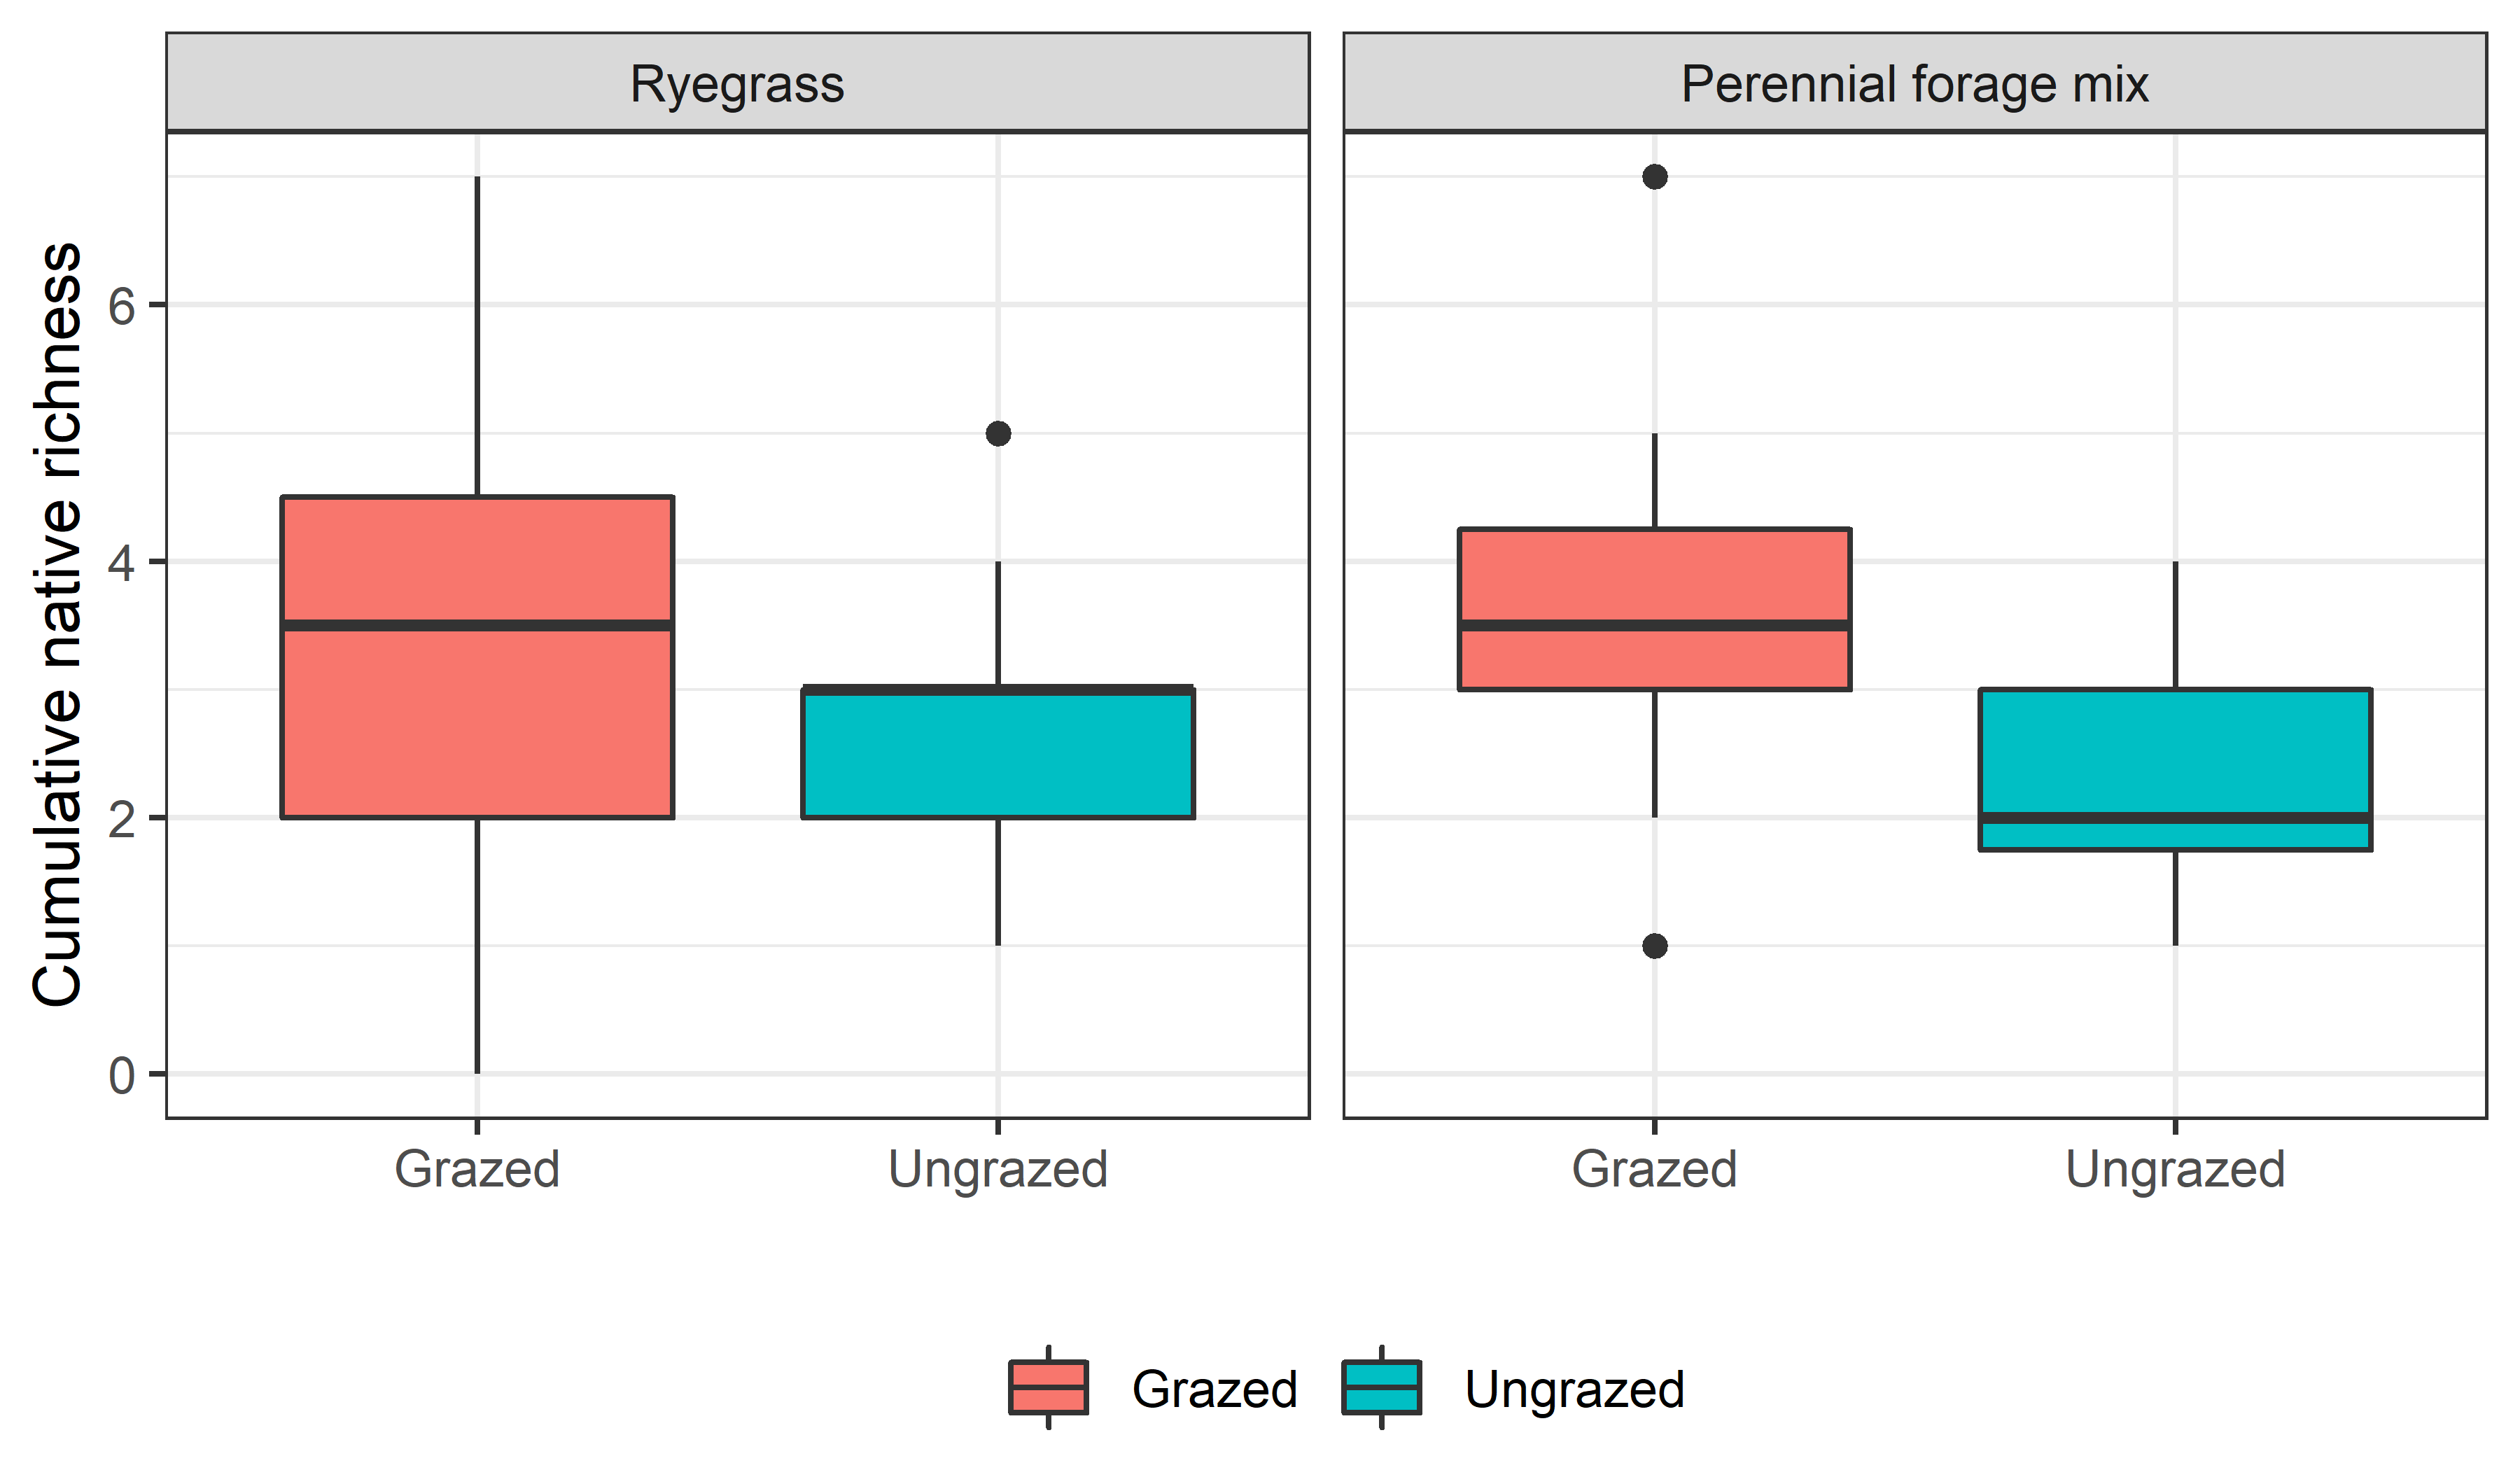 Ryegrass
Perennial forage mix
Cumulative native richness
6
4
2
0
Grazed
Ungrazed
Grazed
Ungrazed
Grazed
Ungrazed